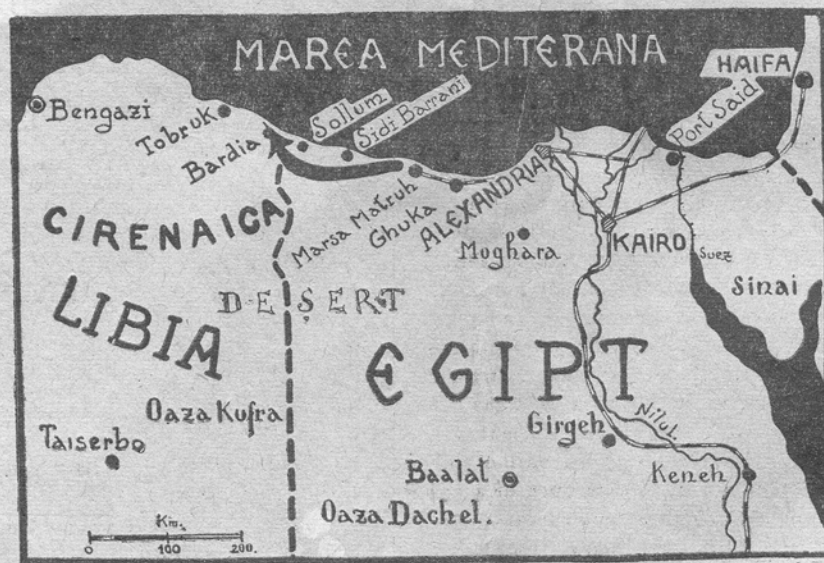 MAREA MEDITERANA
HAIFA
Bengazi
Tobruk
Bardia
Sollum
Sidi Barrani
Port Said
Marsa Matruh
Ghuka
ALEXANDRIA
Moghara
KAIRO
Suez
Sinai
CIRENAICA
LIBIA
DEȘERT
EGIPT
Oaza Kufra
Taiserbo
Girgeh
Nilul.
Keneh
Baalat
Oaza Dachel.
Km.
0 100 200.